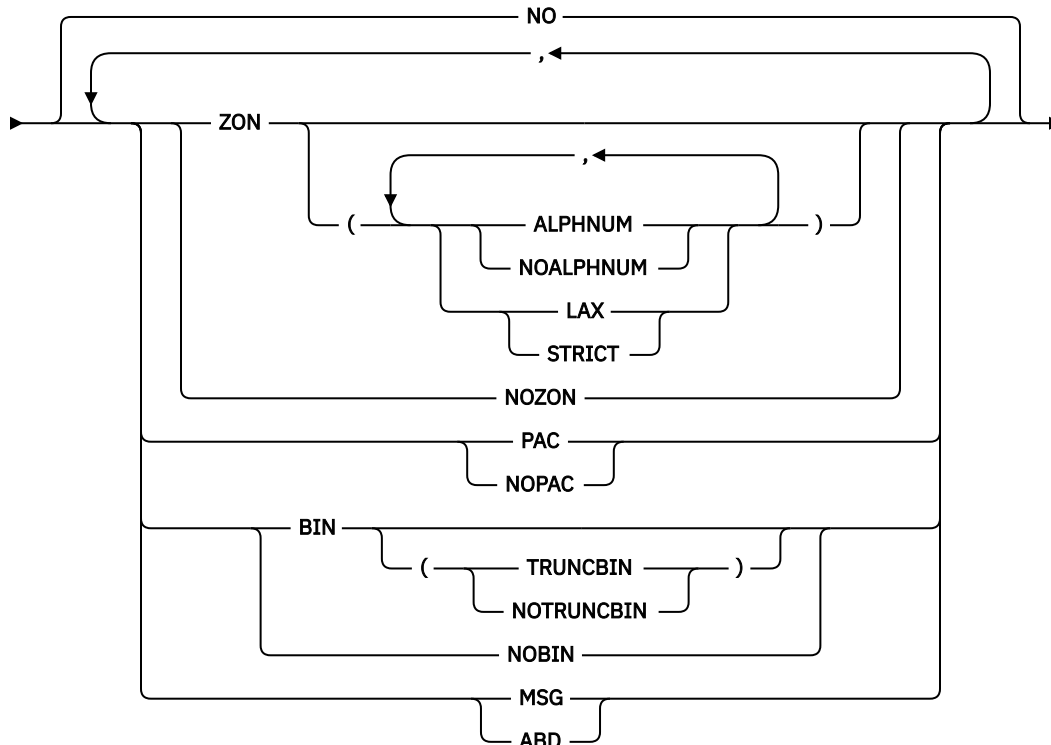 NO
,
ZON
,
( ALPHNUM )
NOALPHNUM
LAX
STRICT
NOZON
PAC
NOPAC
BIN
( TRUNCBIN )
NOTRUNCBIN
NOBIN
MSG
ABD